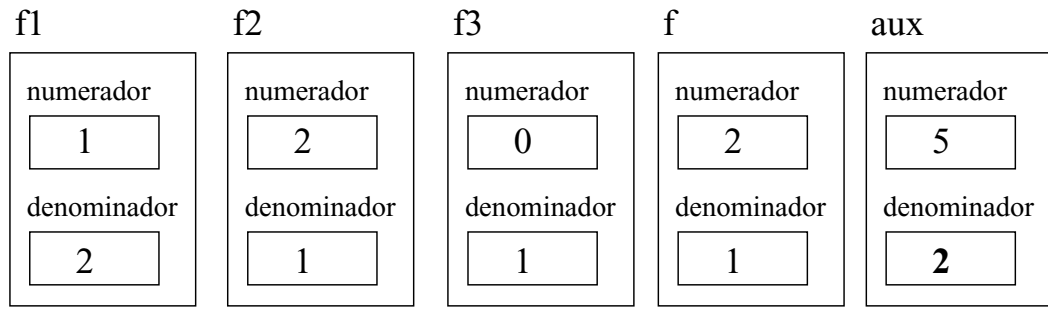 f1 f2 f3 f aux
numerador numerador numerador numerador numerador
1 2 0 2 5
denominador denominador denominador denominador denominador
2 1 1 1 2